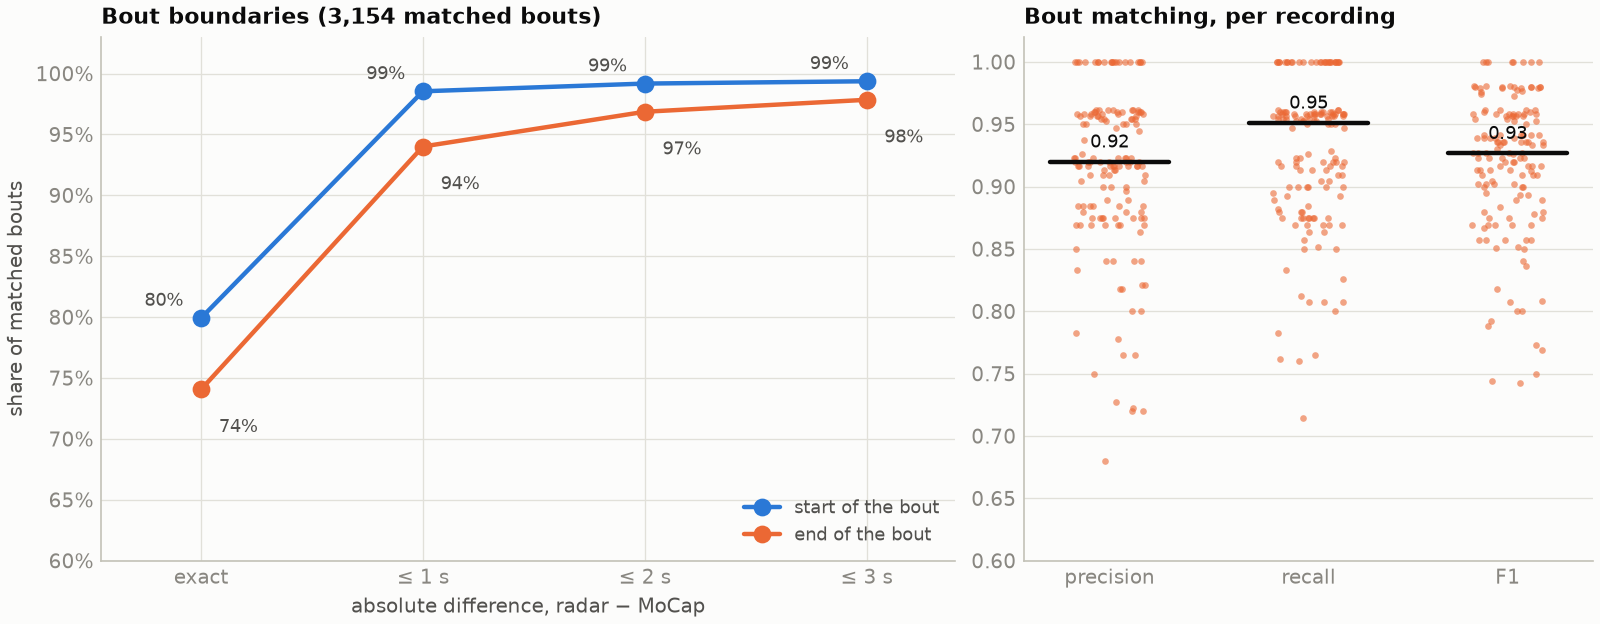 Bout boundaries (3,154 matched bouts)
share of matched bouts
100%
95%
90%
85%
80%
75%
70%
65%
60%
80%
99%
99%
99%
74%
94%
97%
98%
start of the bout
end of the bout
exact
≤ 1 s
≤ 2 s
≤ 3 s
absolute difference, radar − MoCap
Bout matching, per recording
1.00
0.95
0.90
0.85
0.80
0.75
0.70
0.65
0.60
0.92
0.95
0.93
precision
recall
F1